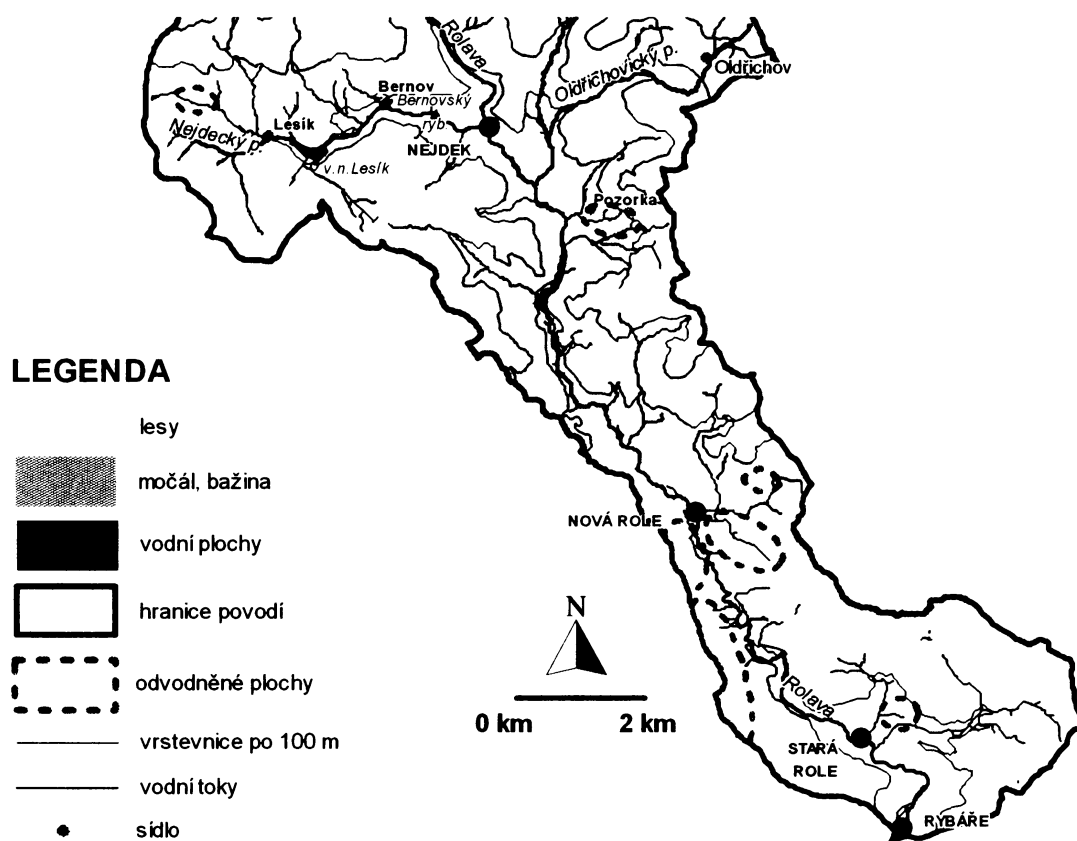 Rolava
Oldřichovický p.
Oldřichov
Bernov
Bernovský
ryb.
Lesík
Nejdecký p.
NEJDEK
v.n.Lesík
Pozorka
LEGENDA
lesy
močál, bažina
vodní plochy
hranice povodí
odvodněné plochy
vrstevnice po 100 m
vodní toky
sídlo
NOVÁ ROLE
N
0 km 2 km
Rolava
STARÁ
ROLE
RYBÁŘE